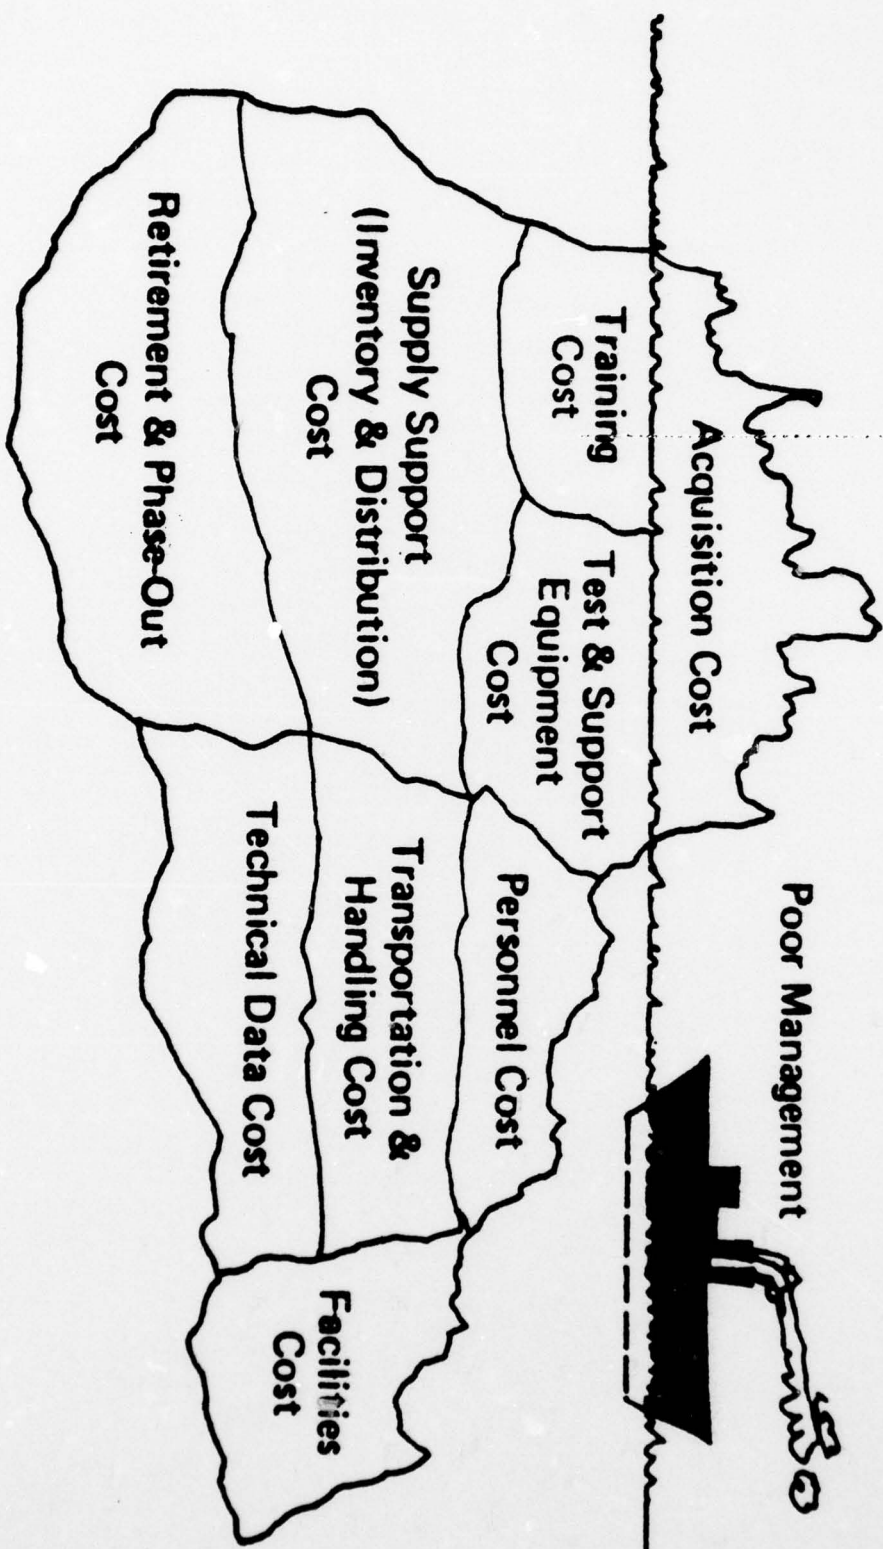 Poor Management
Acquisition Cost
Training
Cost
Test & Support
Equipment
Cost
Personnel Cost
Supply Support
(Inventory & Distribution)
Cost
Transportation &
Handling Cost
Facilities
Cost
Technical Data Cost
Retirement & Phase-Out
Cost